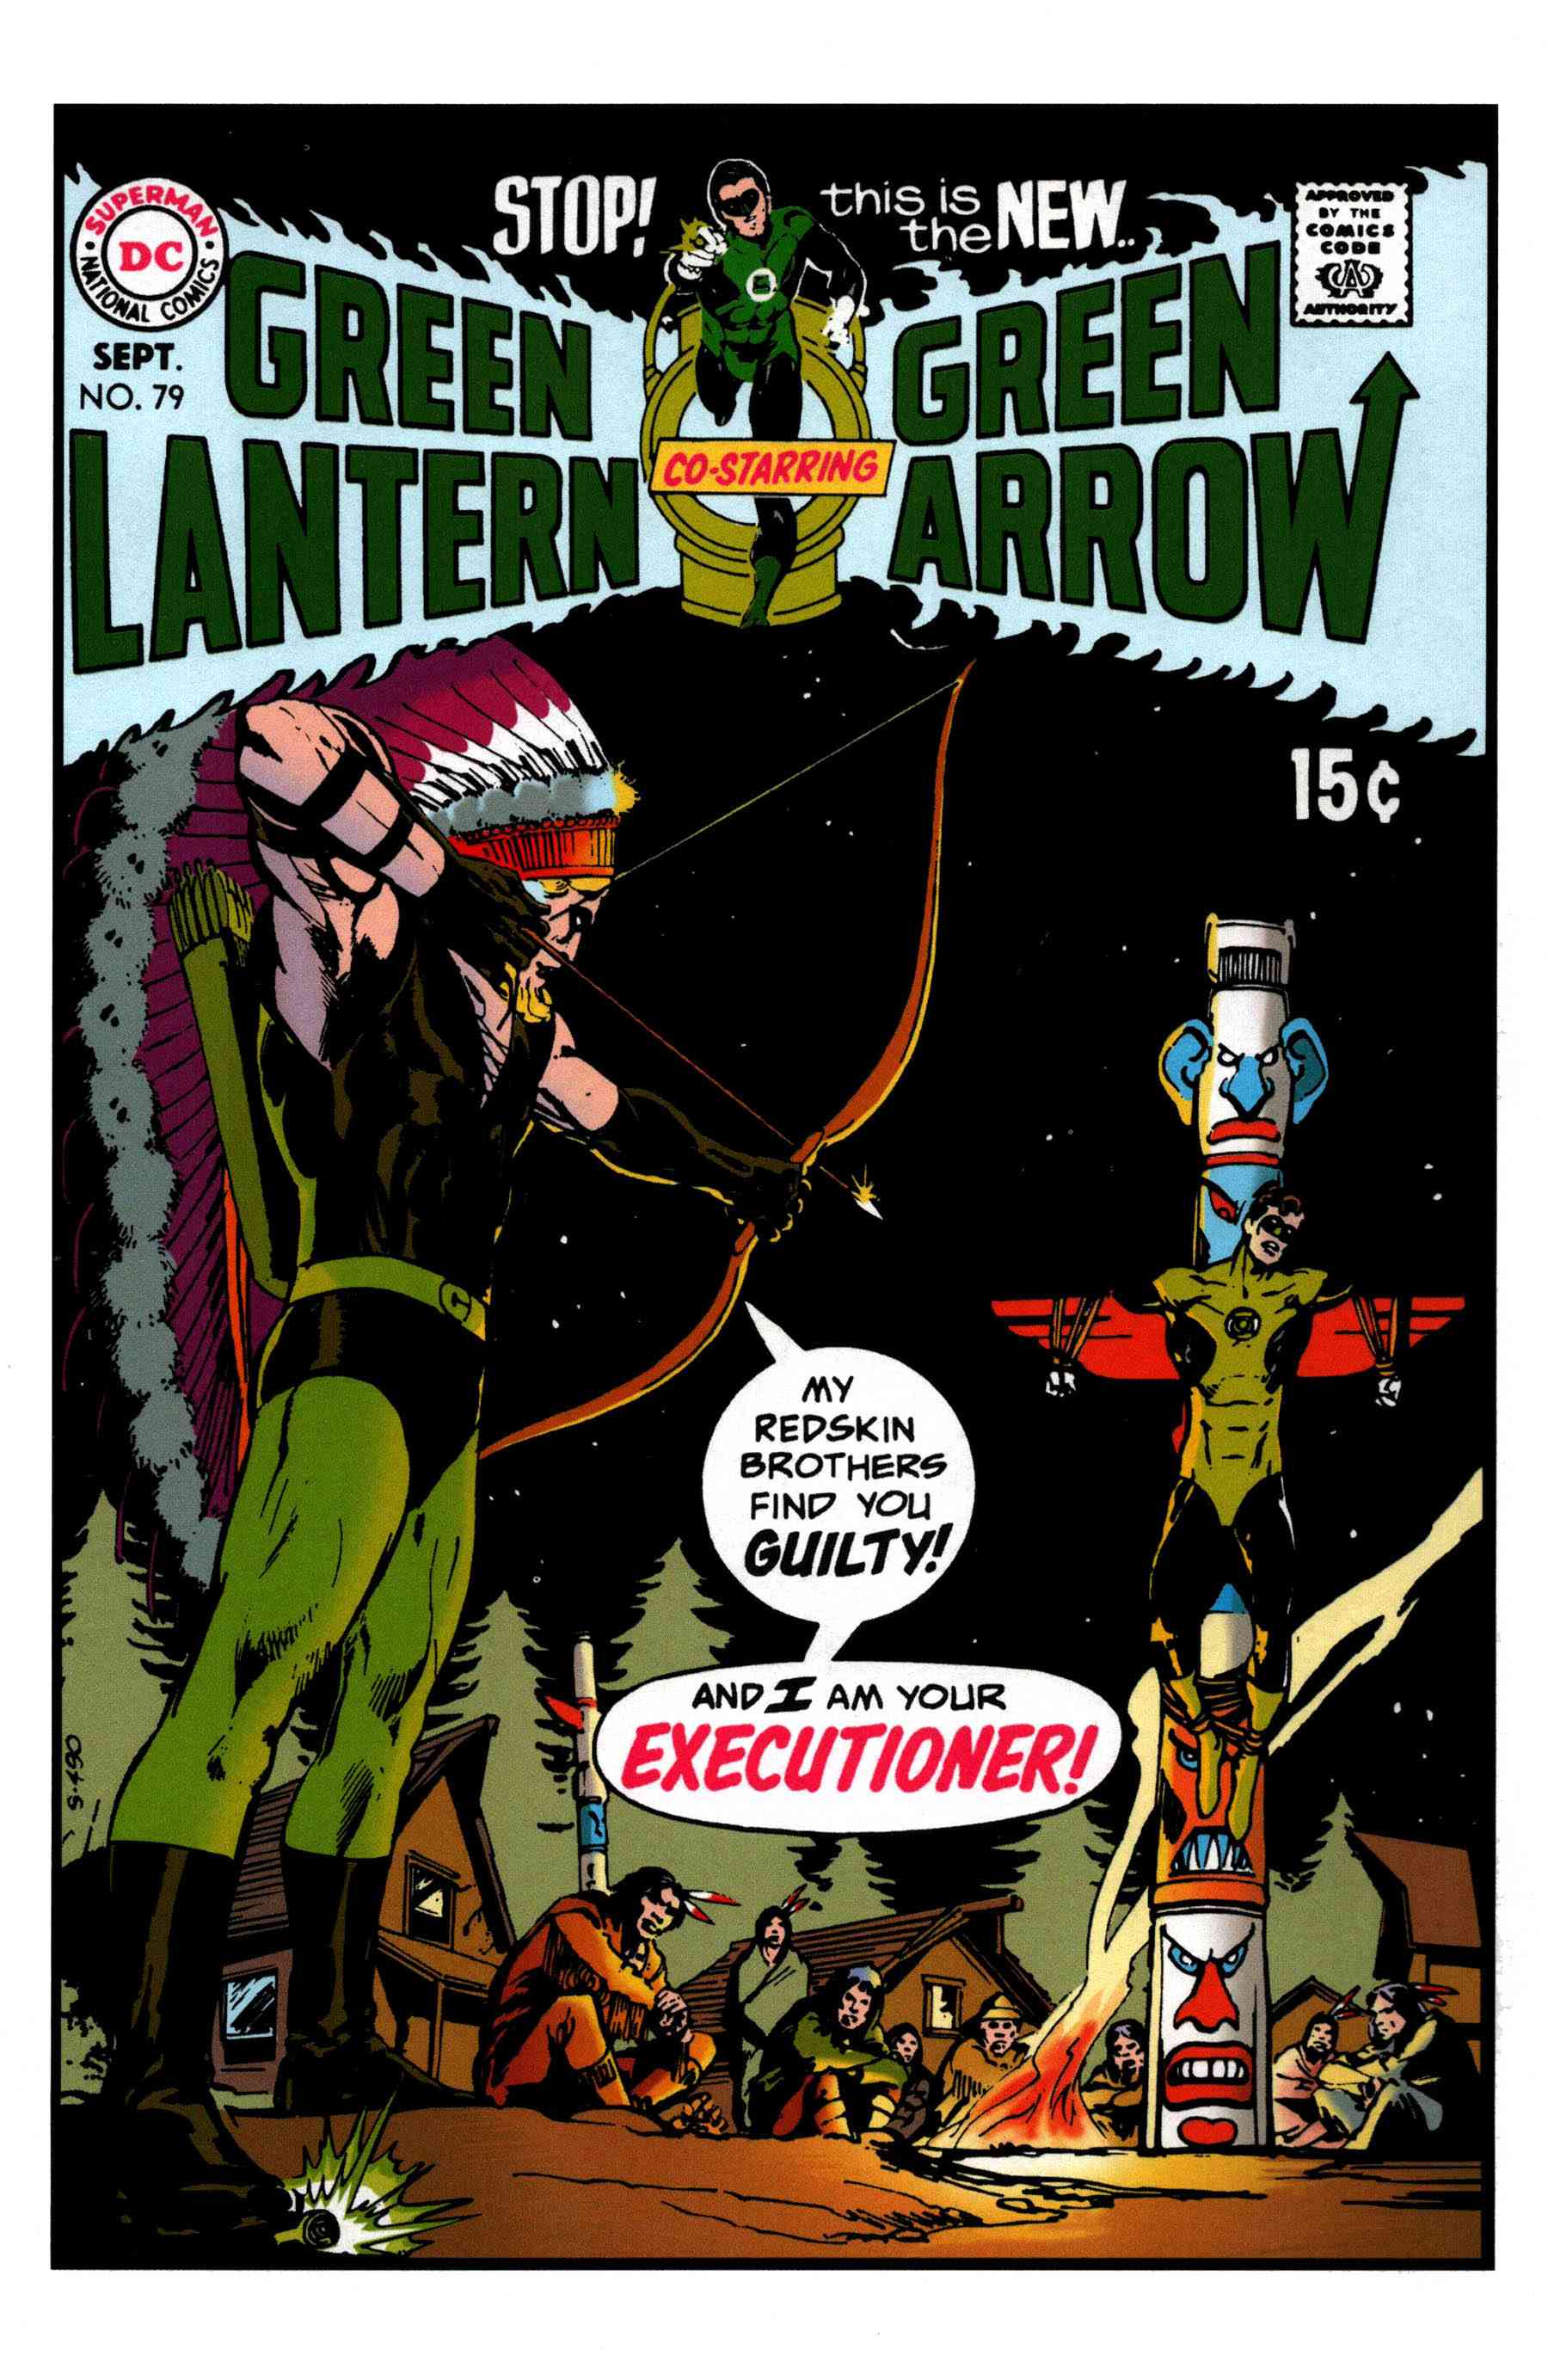 STOP!
this is
the NEW..
SUPERMAN
DC
NATIONAL COMICS
SEPT.
NO. 79
APPROVED
BY THE
COMICS
CODE
CA
AUTHORITY
GREEN
LANTERN
CO-STARRING
GREEN
ARROW
15¢
G
MY
REDSKIN
BROTHERS
FIND YOU
GUILTY!
AND I AM YOUR
EXECUTIONER!